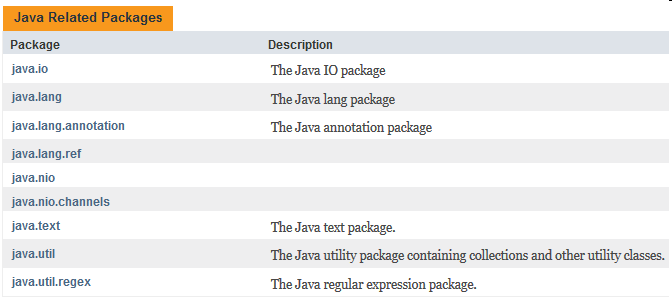 Java Related Packages
Package Description
java.io The Java IO package
java.lang The Java lang package
java.lang.annotation The Java annotation package
java.lang.ref
java.nio
java.nio.channels
java.text The Java text package.
java.util The Java utility package containing collections and other utility classes.
java.util.regex The Java regular expression package.